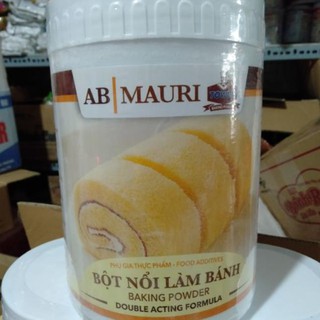 AB | MAURI
PHỤ GIA THỰC PHẨM - FOOD ADDITIVES
BỘT NỔI LÀM BÁNH
BAKING POWDER
DOUBLE ACTING FORMULA